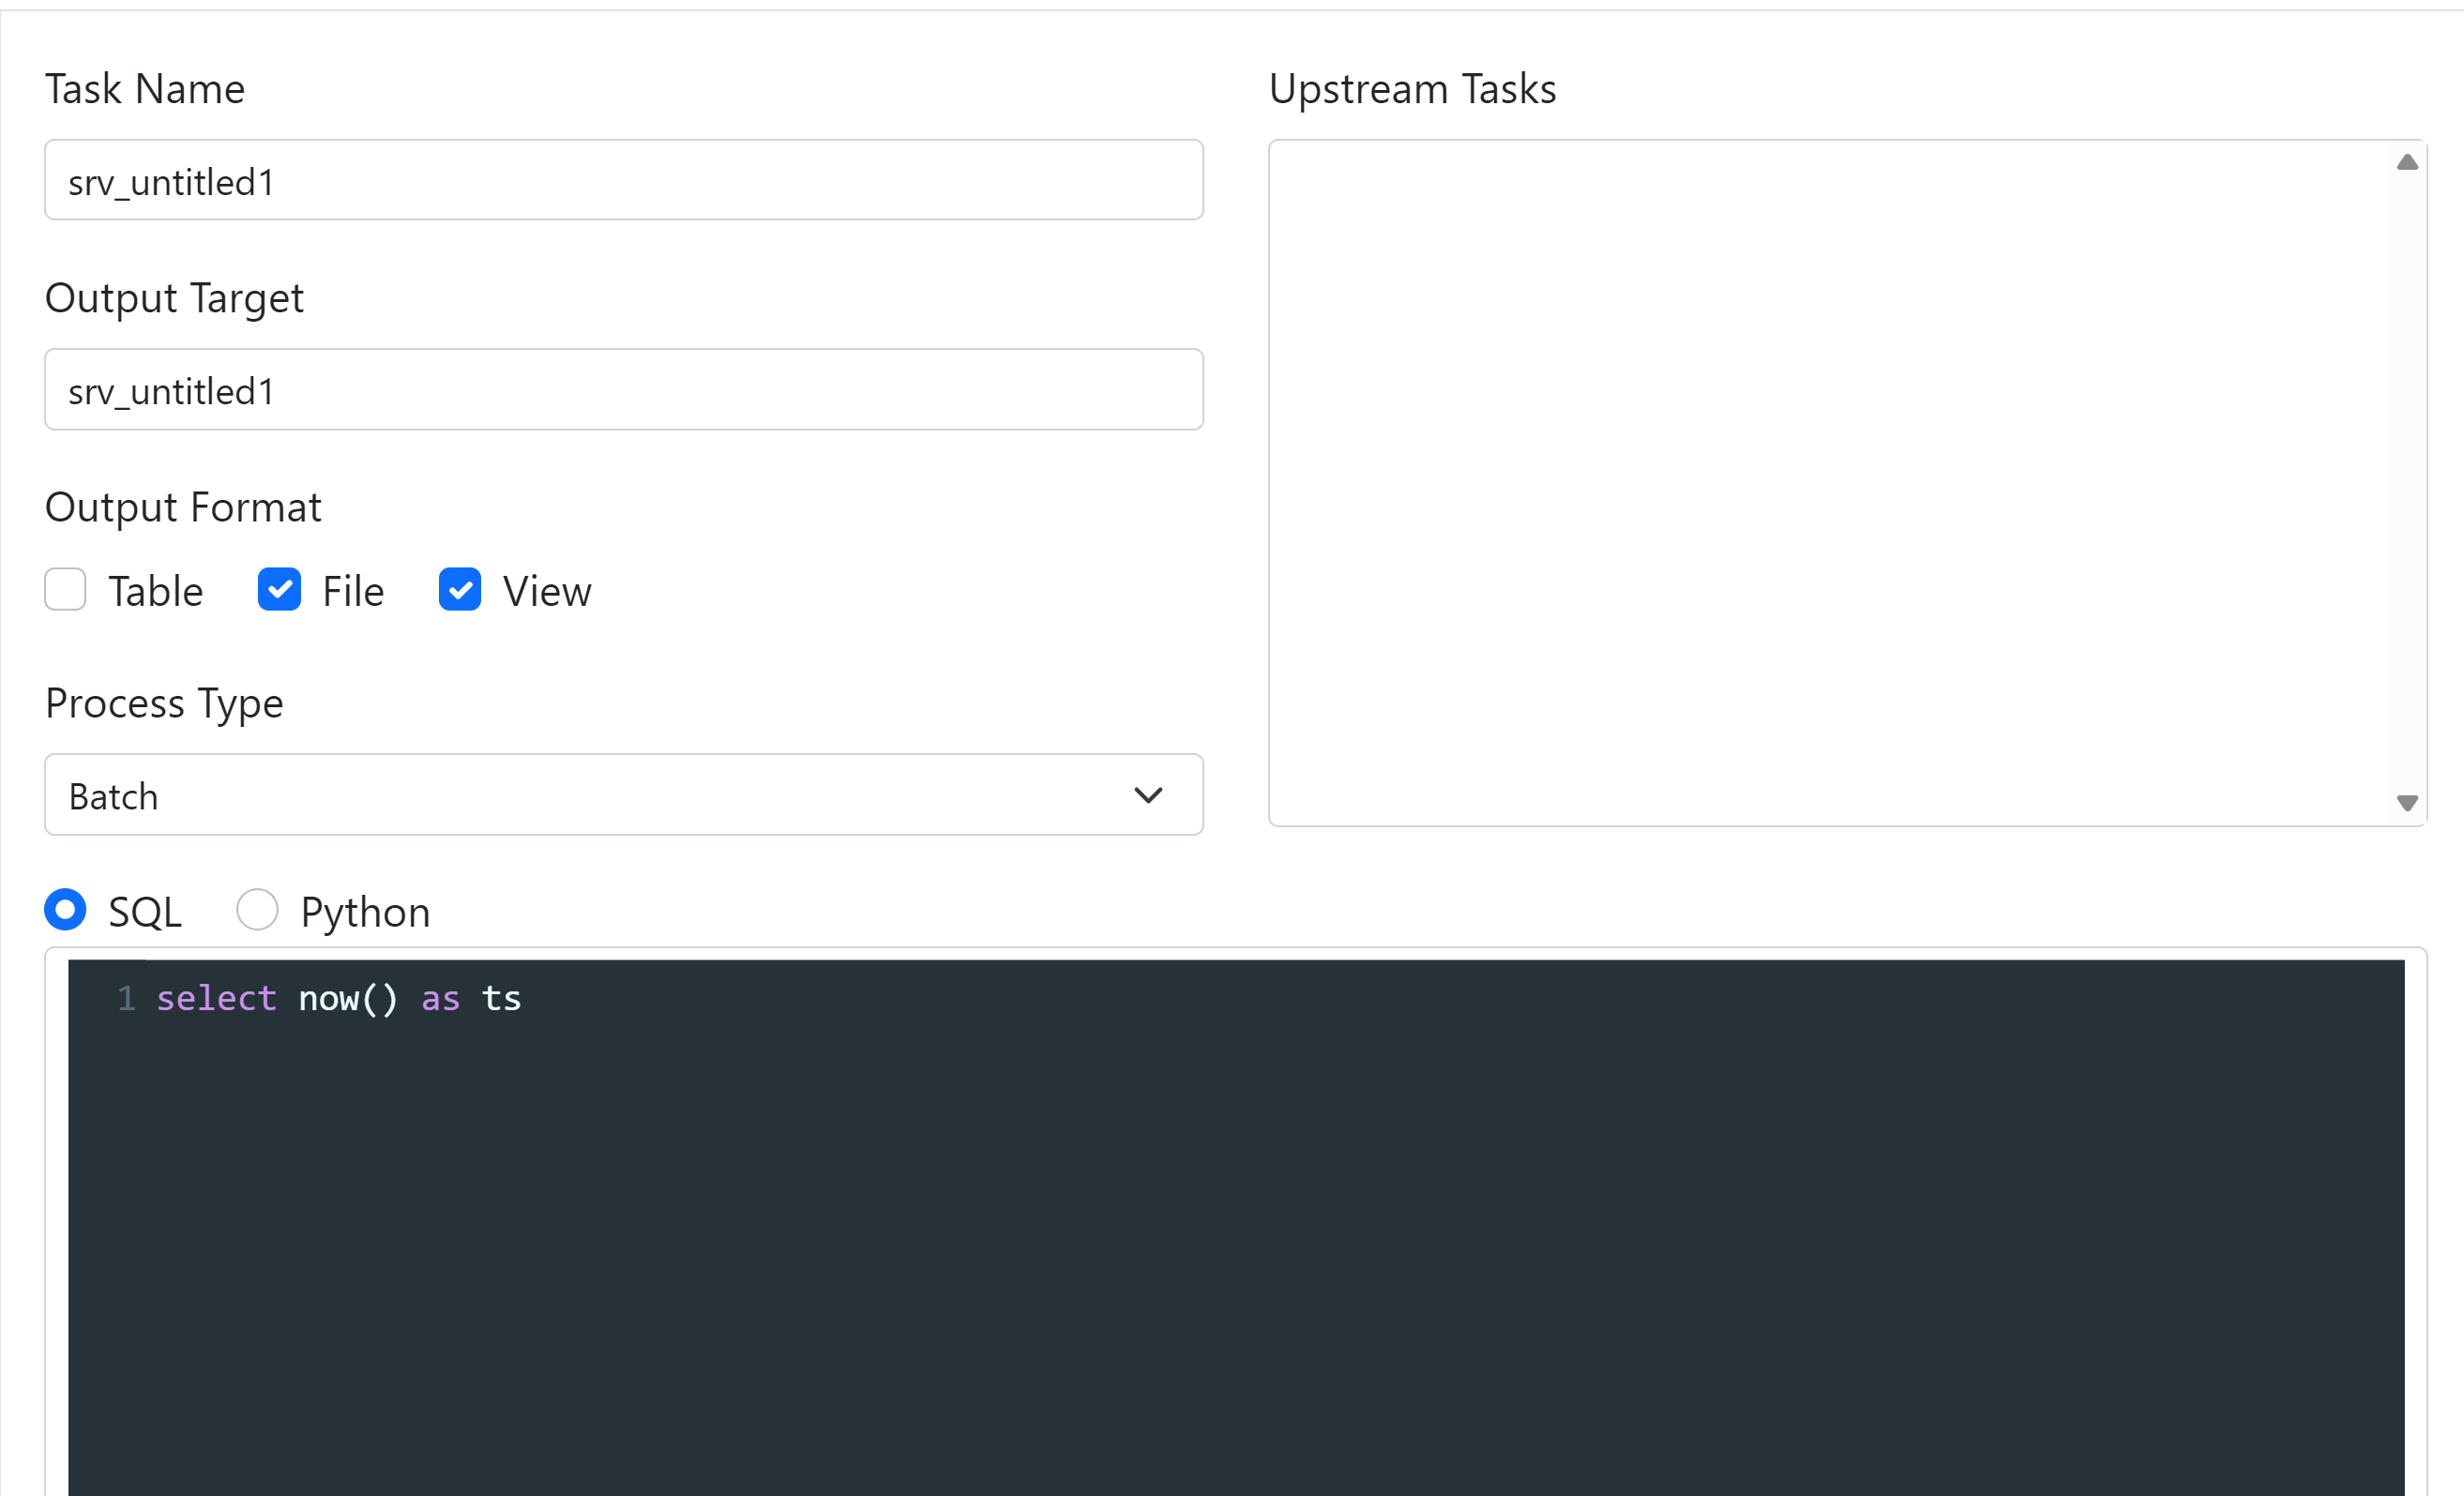 Task Name
srv_untitled1
Output Target
srv_untitled1
Output Format
Table File View
Process Type
Batch
Upstream Tasks
SQL Python
1 select now() as ts